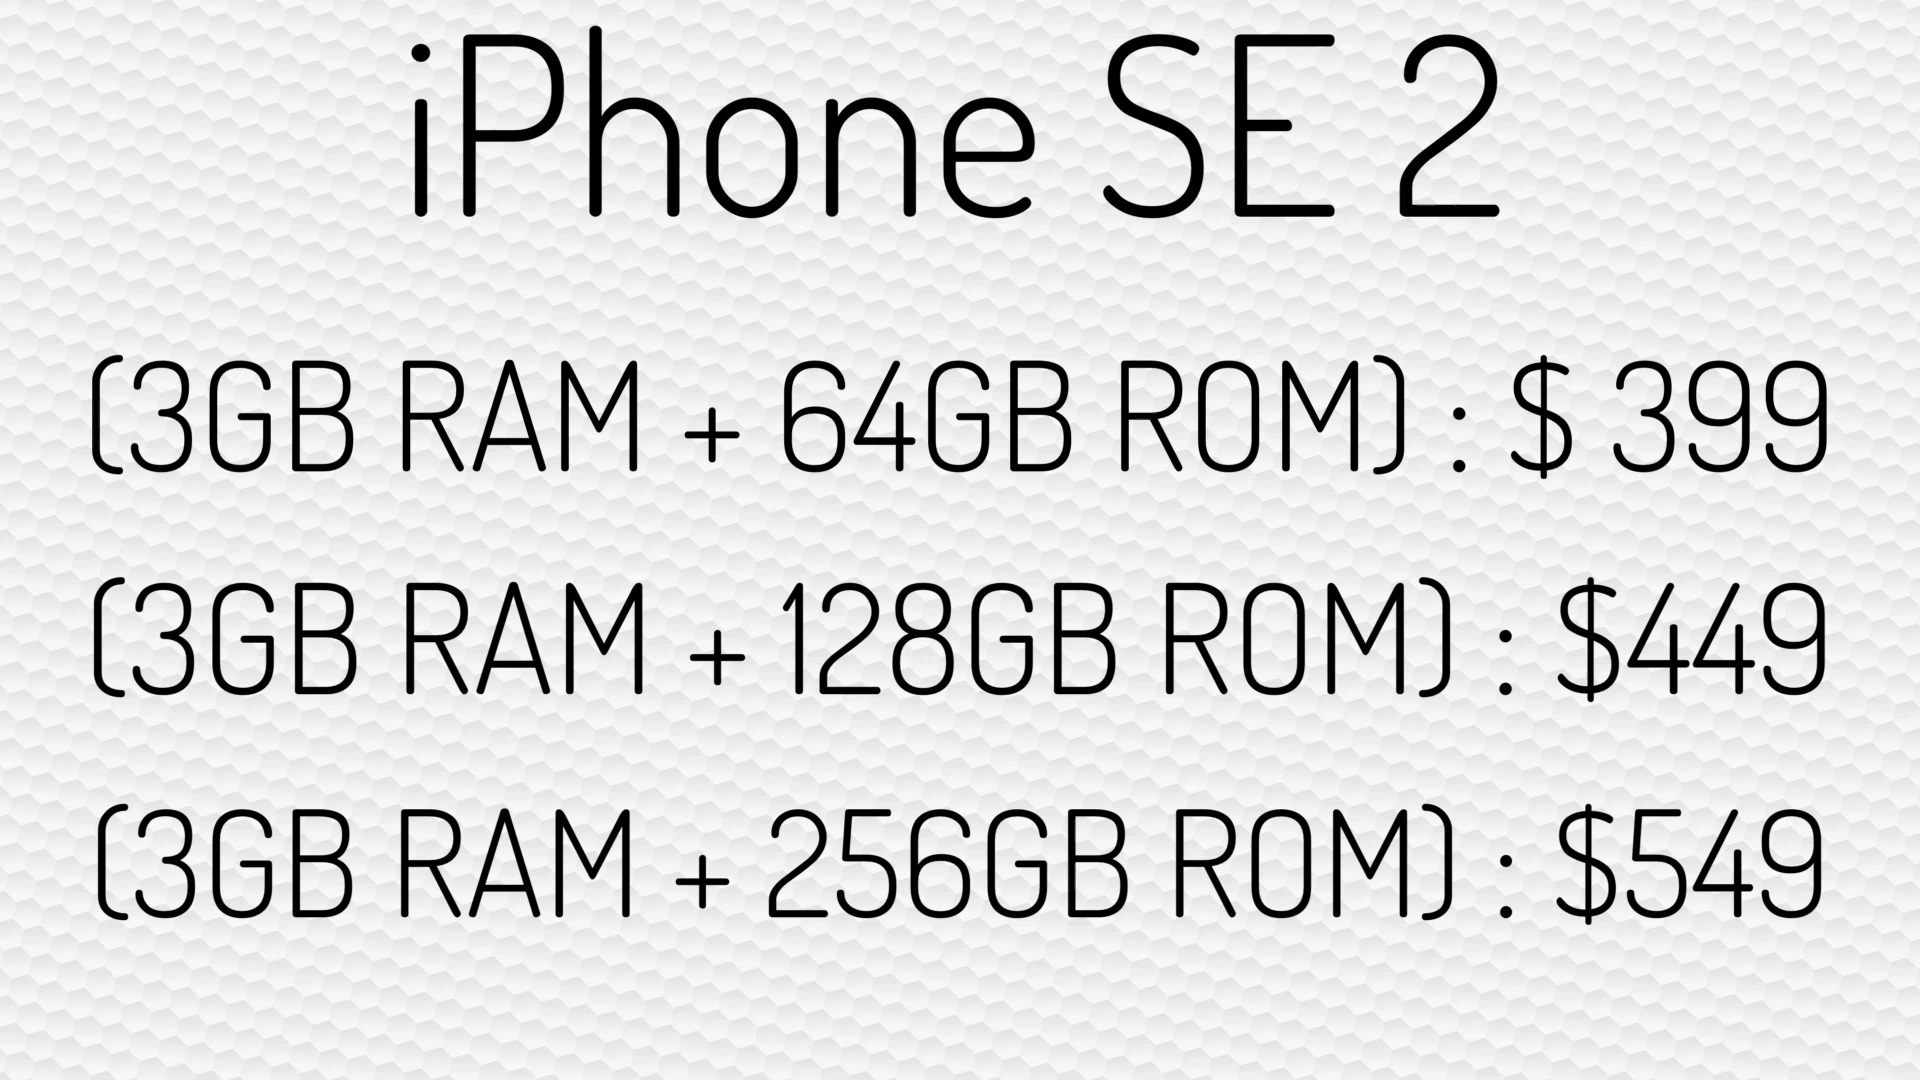 iPhone SE 2
(3GB RAM + 64GB ROM) : $ 399
(3GB RAM + 128GB ROM) : $449
(3GB RAM + 256GB ROM) : $549